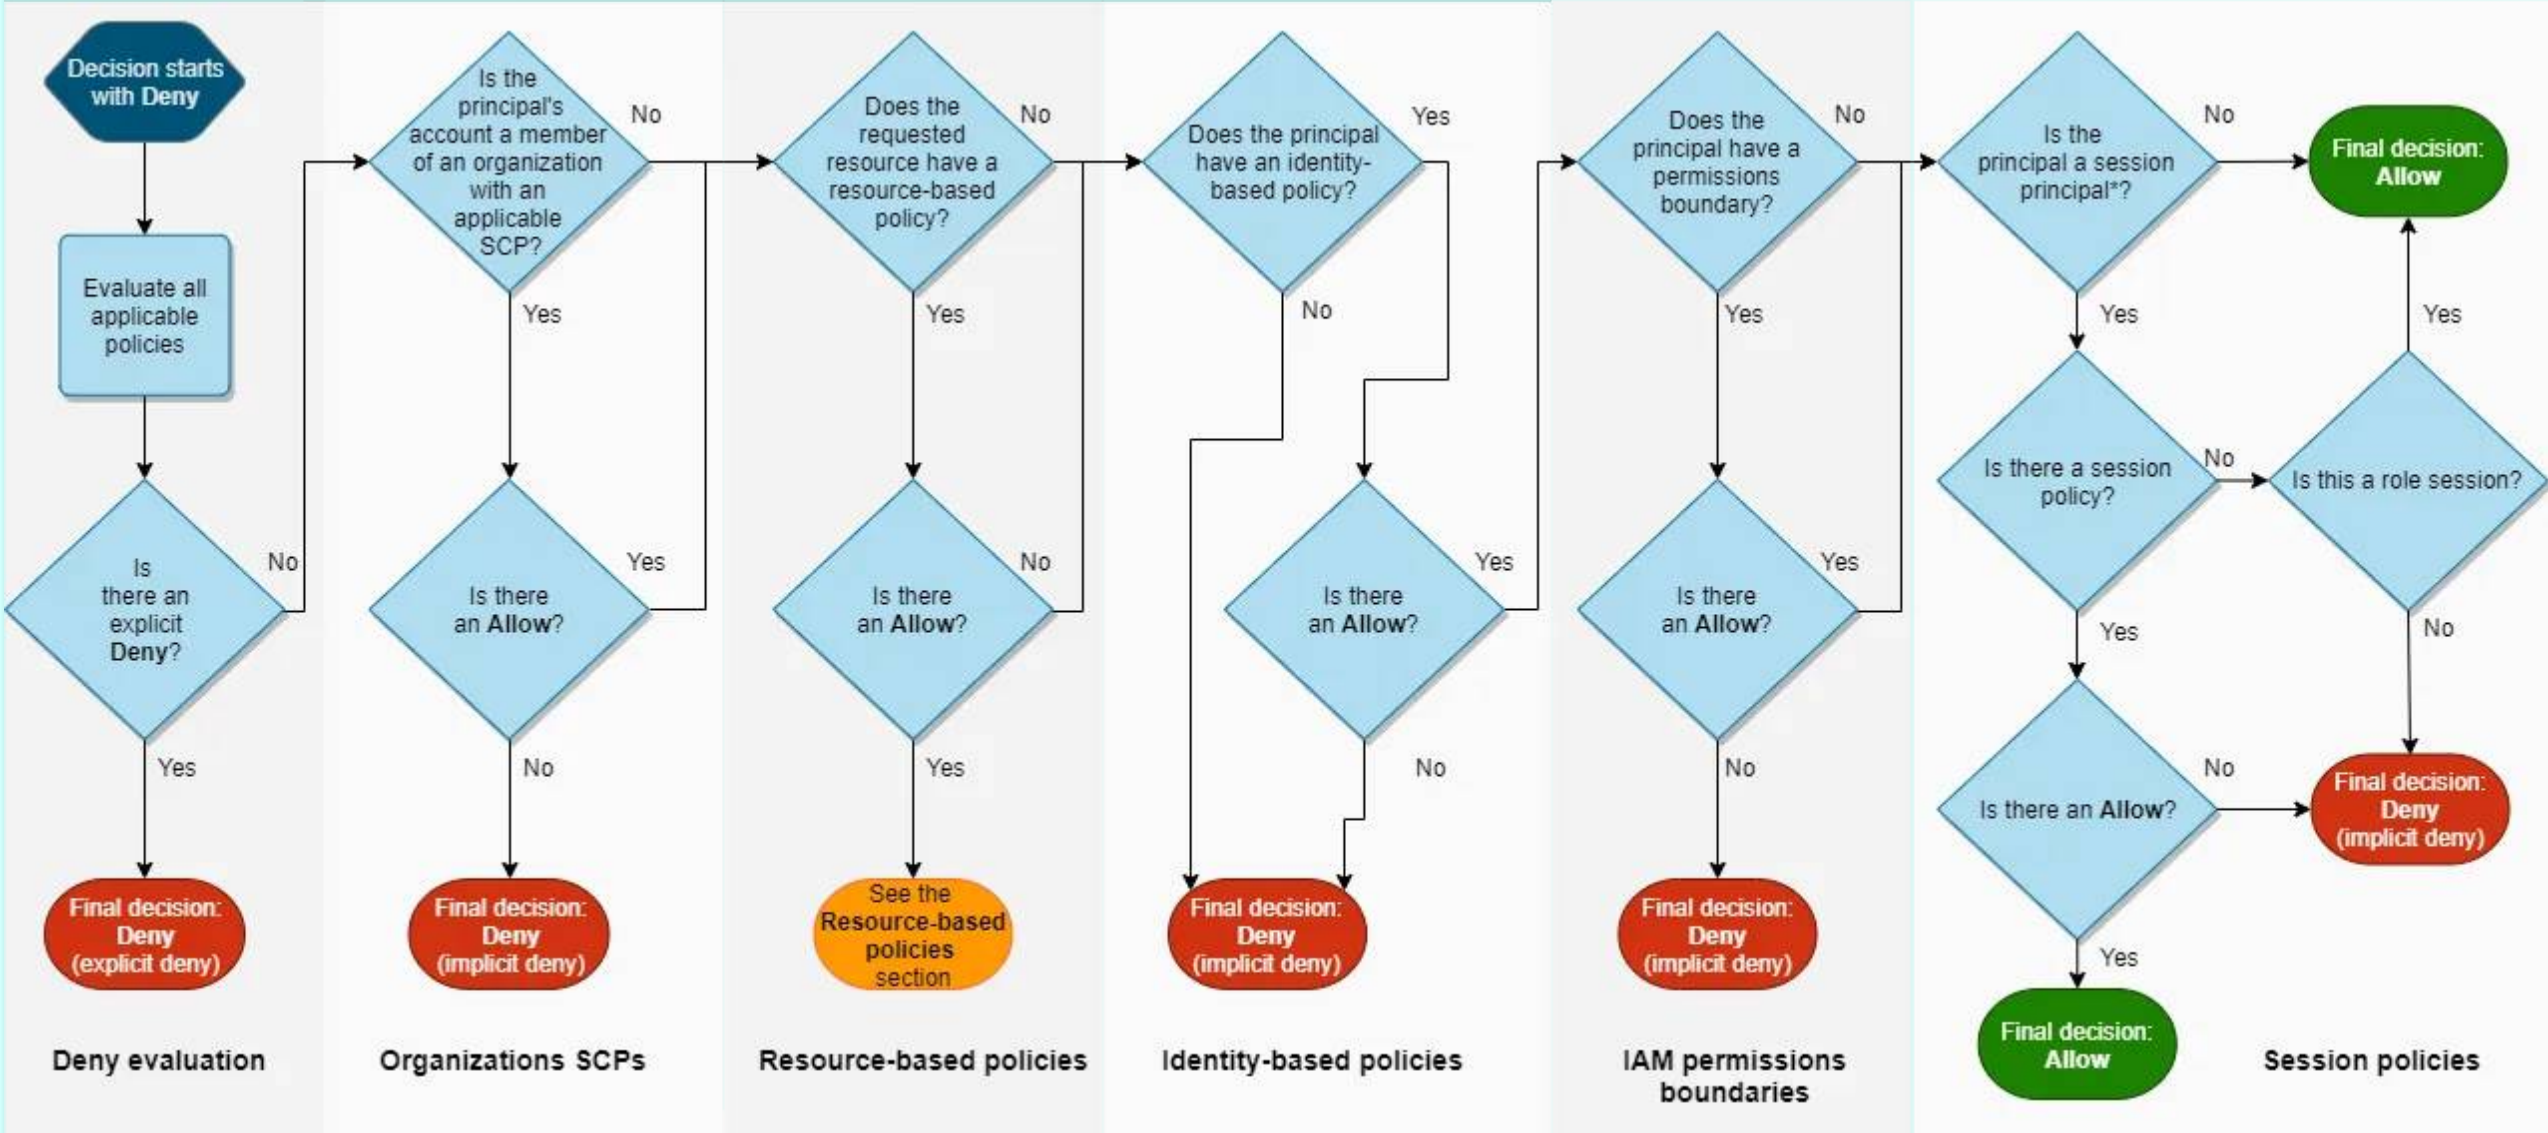 Decision starts
with Deny
Evaluate all
applicable
policies
Is
there an
explicit
Deny?
No
Yes
Final decision:
Deny
(explicit deny)
Deny evaluation
Is the
principal's
account a member
of an organization
with an
applicable
SCP?
No
Yes
Is there
an Allow?
Yes
No
Final decision:
Deny
(implicit deny)
Organizations SCPs
Does the
requested
resource have a
resource-based
policy?
No
Yes
Is there
an Allow?
No
Yes
See the
Resource-based
policies
section
Resource-based policies
Does the principal
have an identity-
based policy?
Yes
No
Is there
an Allow?
Yes
No
Final decision:
Deny
(implicit deny)
Identity-based policies
Does the
principal have a
permissions
boundary?
No
Yes
Is there
an Allow?
Yes
No
Final decision:
Deny
(implicit deny)
IAM permissions
boundaries
Is the
principal a session
principal*?
No
Final decision:
Allow
Yes
Yes
Is there a session
policy?
No
Is this a role session?
Yes
No
Is there an Allow?
No
Final decision:
Deny
(implicit deny)
Yes
Final decision:
Allow
Session policies